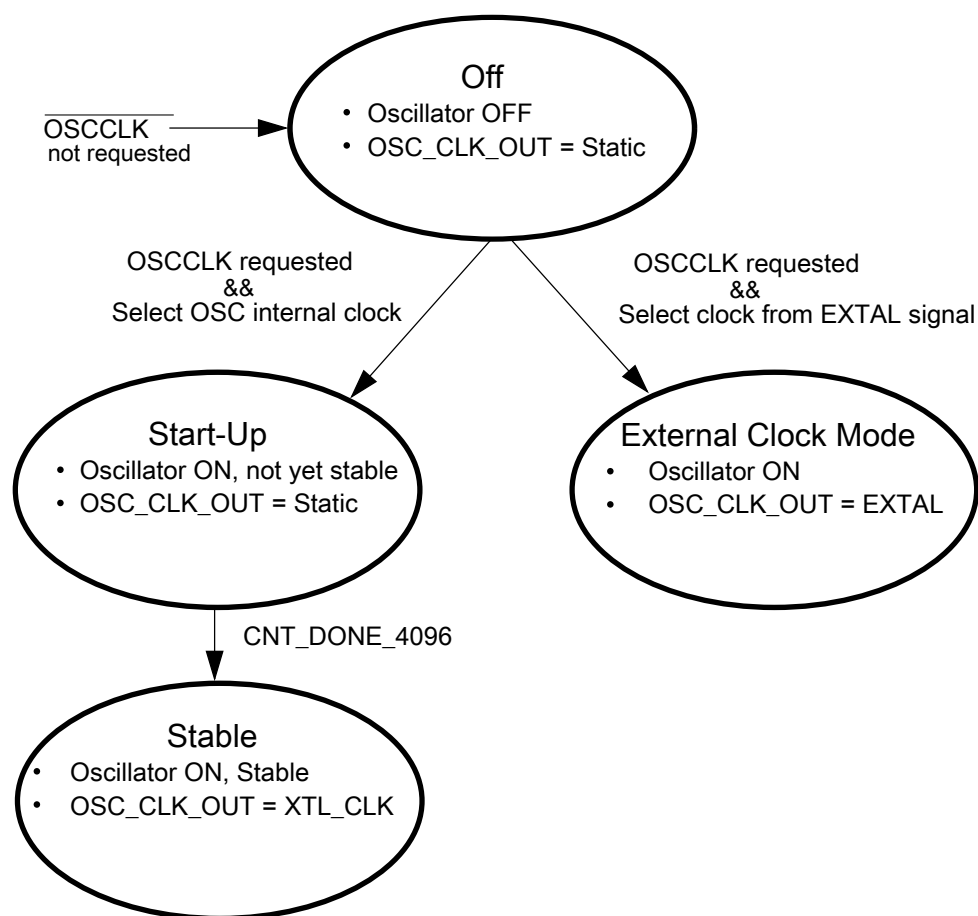 Off
• Oscillator OFF
• OSC_CLK_OUT = Static
OSCCLK
not requested
OSCCLK requested
&&
Select OSC internal clock
OSCCLK requested
&&
Select clock from EXTAL signal
Start-Up
• Oscillator ON, not yet stable
• OSC_CLK_OUT = Static
External Clock Mode
• Oscillator ON
• OSC_CLK_OUT = EXTAL
CNT_DONE_4096
Stable
• Oscillator ON, Stable
• OSC_CLK_OUT = XTL_CLK